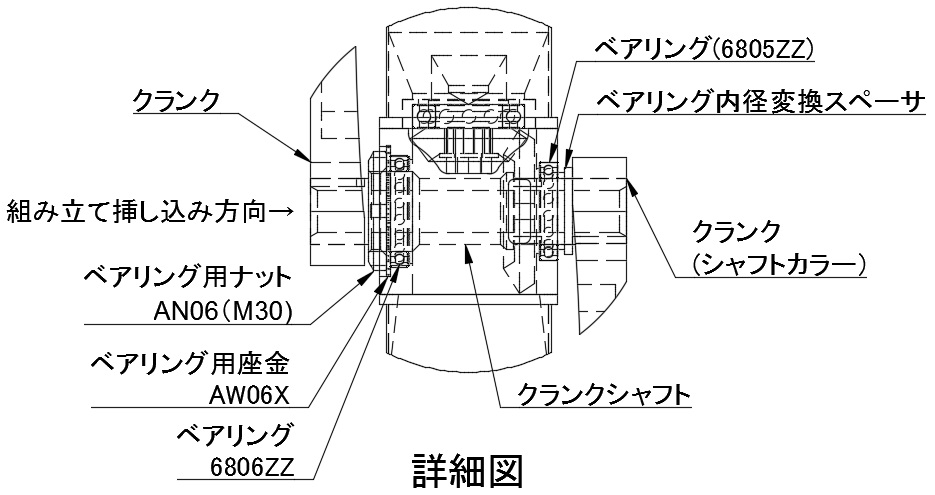 ベアリング(6805ZZ)
クランク
ベアリング内径変換スペーサ
組み立て挿し込み方向→
クランク
(シャフトカラー)
ベアリング用ナット
AN06(M30)
ベアリング用座金
AW06X
クランクシャフト
ベアリング
6806ZZ
詳細図